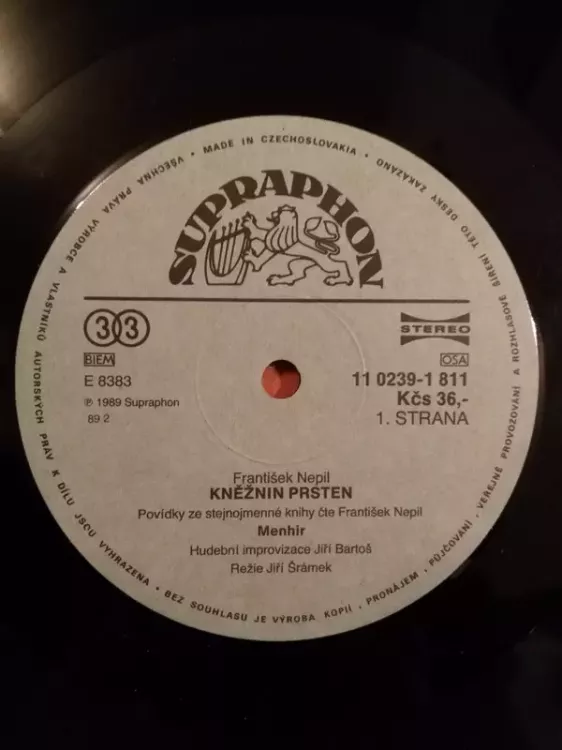 VŠECHNA PRÁVA VÝROBCE A VLASTNÍKŮ AUTORSKÝCH PRÁV K DÍLU JSOU VYHRAZENA • BEZ SOUHLASU JE VÝROBA KOPIÍ, PRONÁJEM, PŮJČOVÁNÍ, VEŘEJNÉ PROVOZOVÁNÍ A ROZHLASOVÉ ŠÍŘENÍ TÉTO DESKY ZAKÁZÁNO • MADE IN CZECHOSLOVAKIA •
SUPRAPHON
33
STEREO
BIEM
OSA
E 8383
11 0239-1 811
℗ 1989 Supraphon
Kčs 36,-
89 2
1. STRANA
František Nepil
KNĚŽNIN PRSTEN
Povídky ze stejnojmenné knihy čte František Nepil
Menhir
Hudební improvizace Jiří Bartoš
Režie Jiří Šrámek